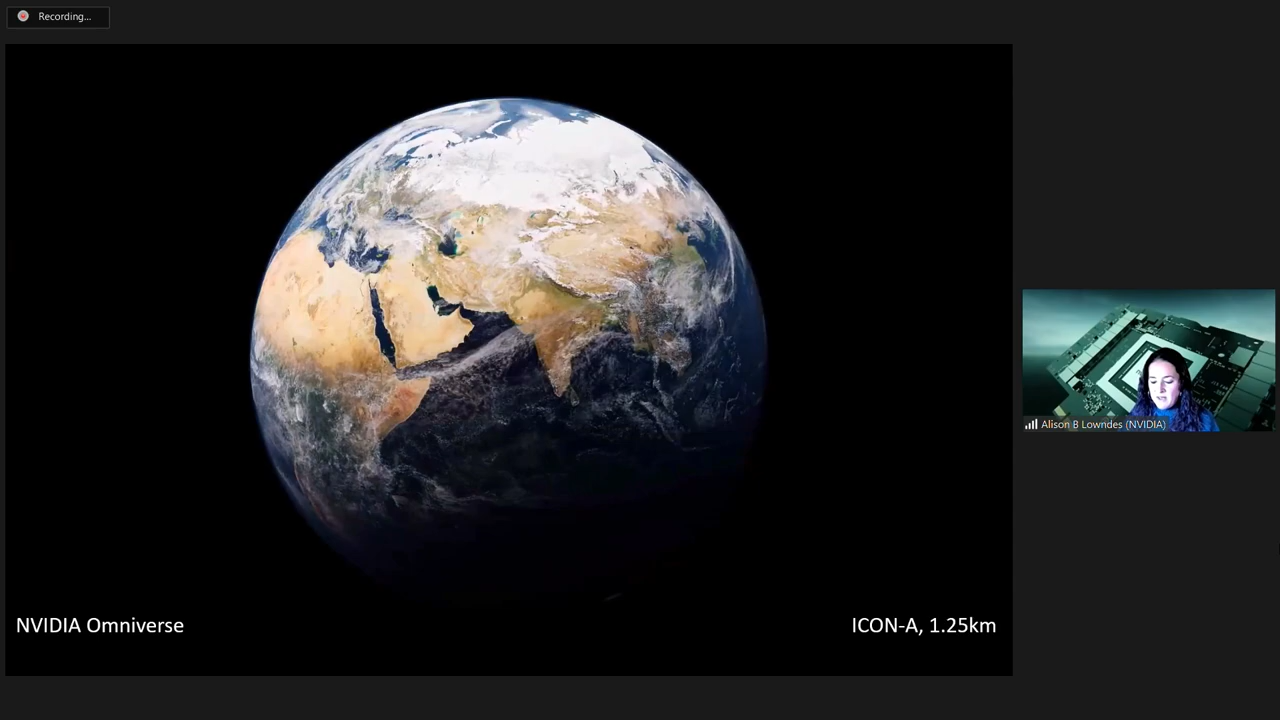 Recording...
NVIDIA Omniverse
ICON-A, 1.25km
Alison B Lowndes (NVIDIA)